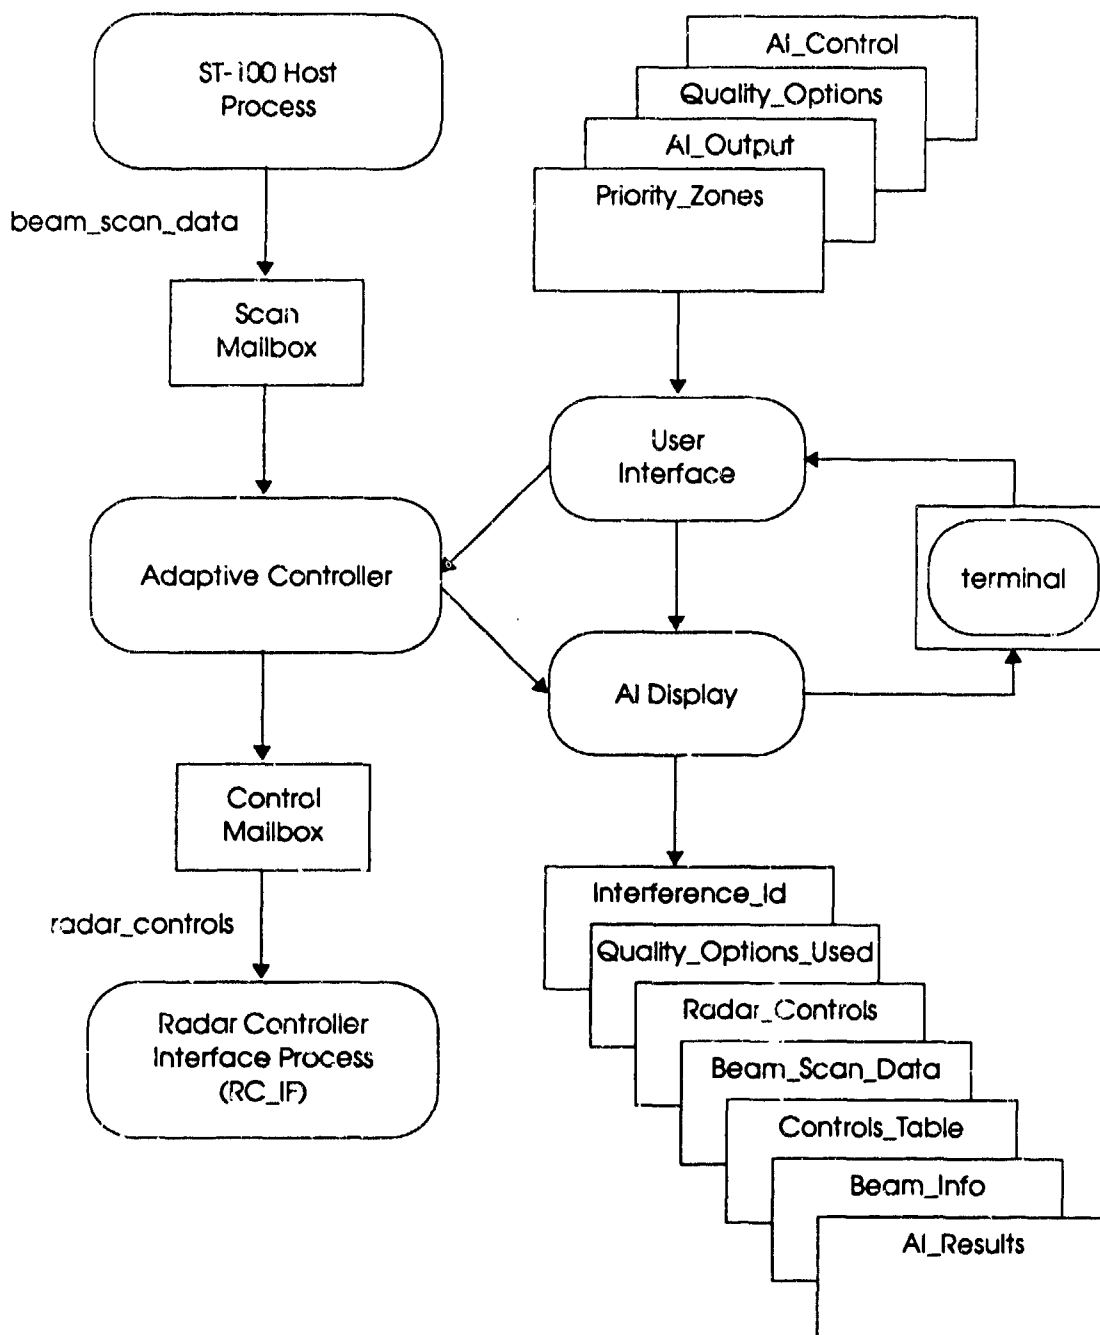 ST-100 Host
Process
beam_scan_data
Scan
Mailbox
Adaptive Controller
Control
Mailbox
radar_controls
Radar Controller
Interface Process
(RC_IF)
AI_Control
Quality_Options
AI_Output
Priority_Zones
User
Interface
terminal
AI Display
Interference_Id
Quality_Options_Used
Radar_Controls
Beam_Scan_Data
Controls_Table
Beam_Info
AI_Results